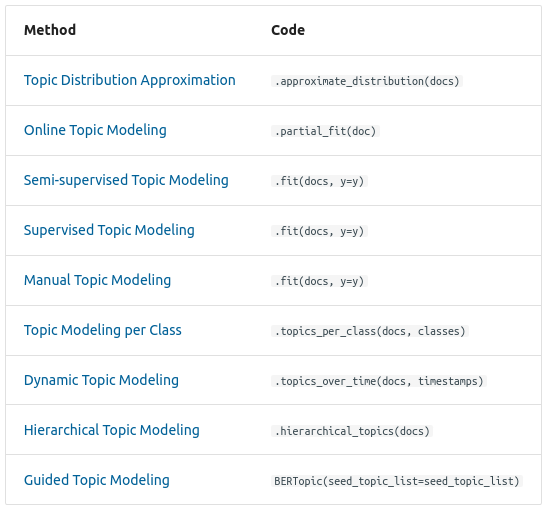 Method Code
Topic Distribution Approximation .approximate_distribution(docs)
Online Topic Modeling .partial_fit(doc)
Semi-supervised Topic Modeling .fit(docs, y=y)
Supervised Topic Modeling .fit(docs, y=y)
Manual Topic Modeling .fit(docs, y=y)
Topic Modeling per Class .topics_per_class(docs, classes)
Dynamic Topic Modeling .topics_over_time(docs, timestamps)
Hierarchical Topic Modeling .hierarchical_topics(docs)
Guided Topic Modeling BERTopic(seed_topic_list=seed_topic_list)